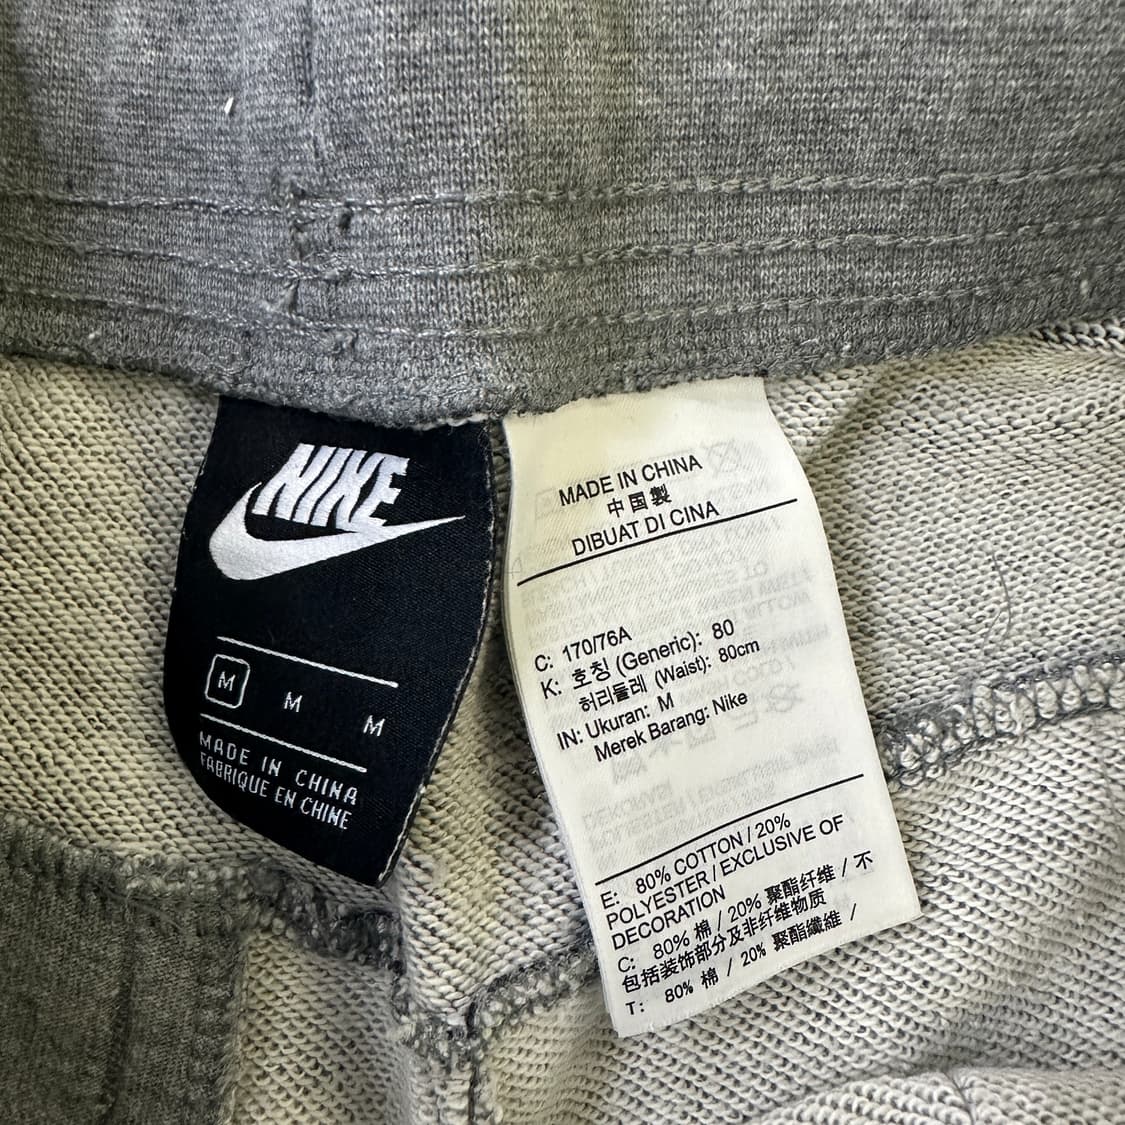 NIKE
M M M
MADE IN CHINA
FABRIQUE EN CHINE
MADE IN CHINA
中国製
DIBUAT DI CINA
C: 170/76A
K: 호칭 (Generic): 80
허리둘레 (Waist): 80cm
IN: Ukuran: M
Merek Barang: Nike
E: 80% COTTON / 20%
POLYESTER / EXCLUSIVE OF
DECORATION
C: 80% 棉 / 20% 聚酯纤维 / 不
包括装饰部分及非纤维物质
T: 80% 棉 / 20% 聚酯纖維 /